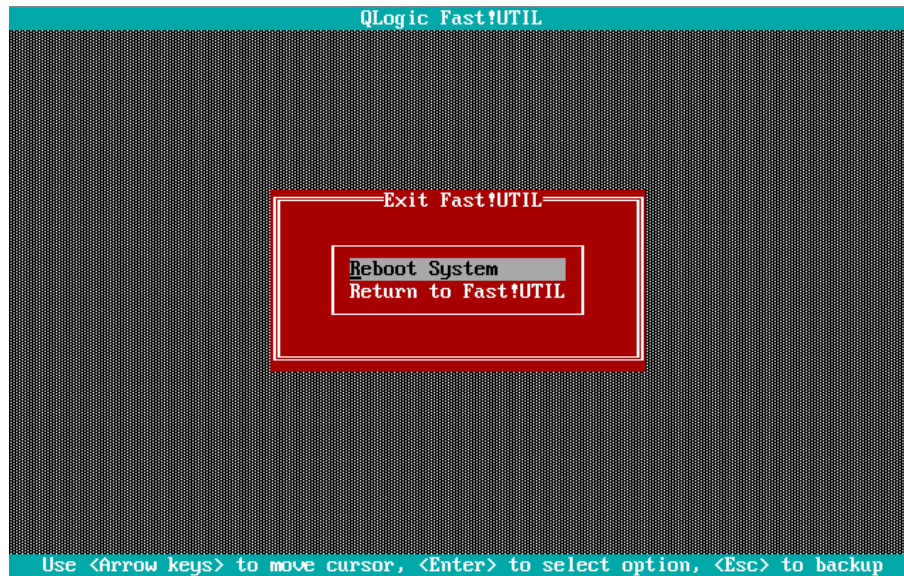 QLogic Fast!UTIL
Exit Fast!UTIL
Reboot System
Return to Fast!UTIL
Use <Arrow keys> to move cursor, <Enter> to select option, <Esc> to backup